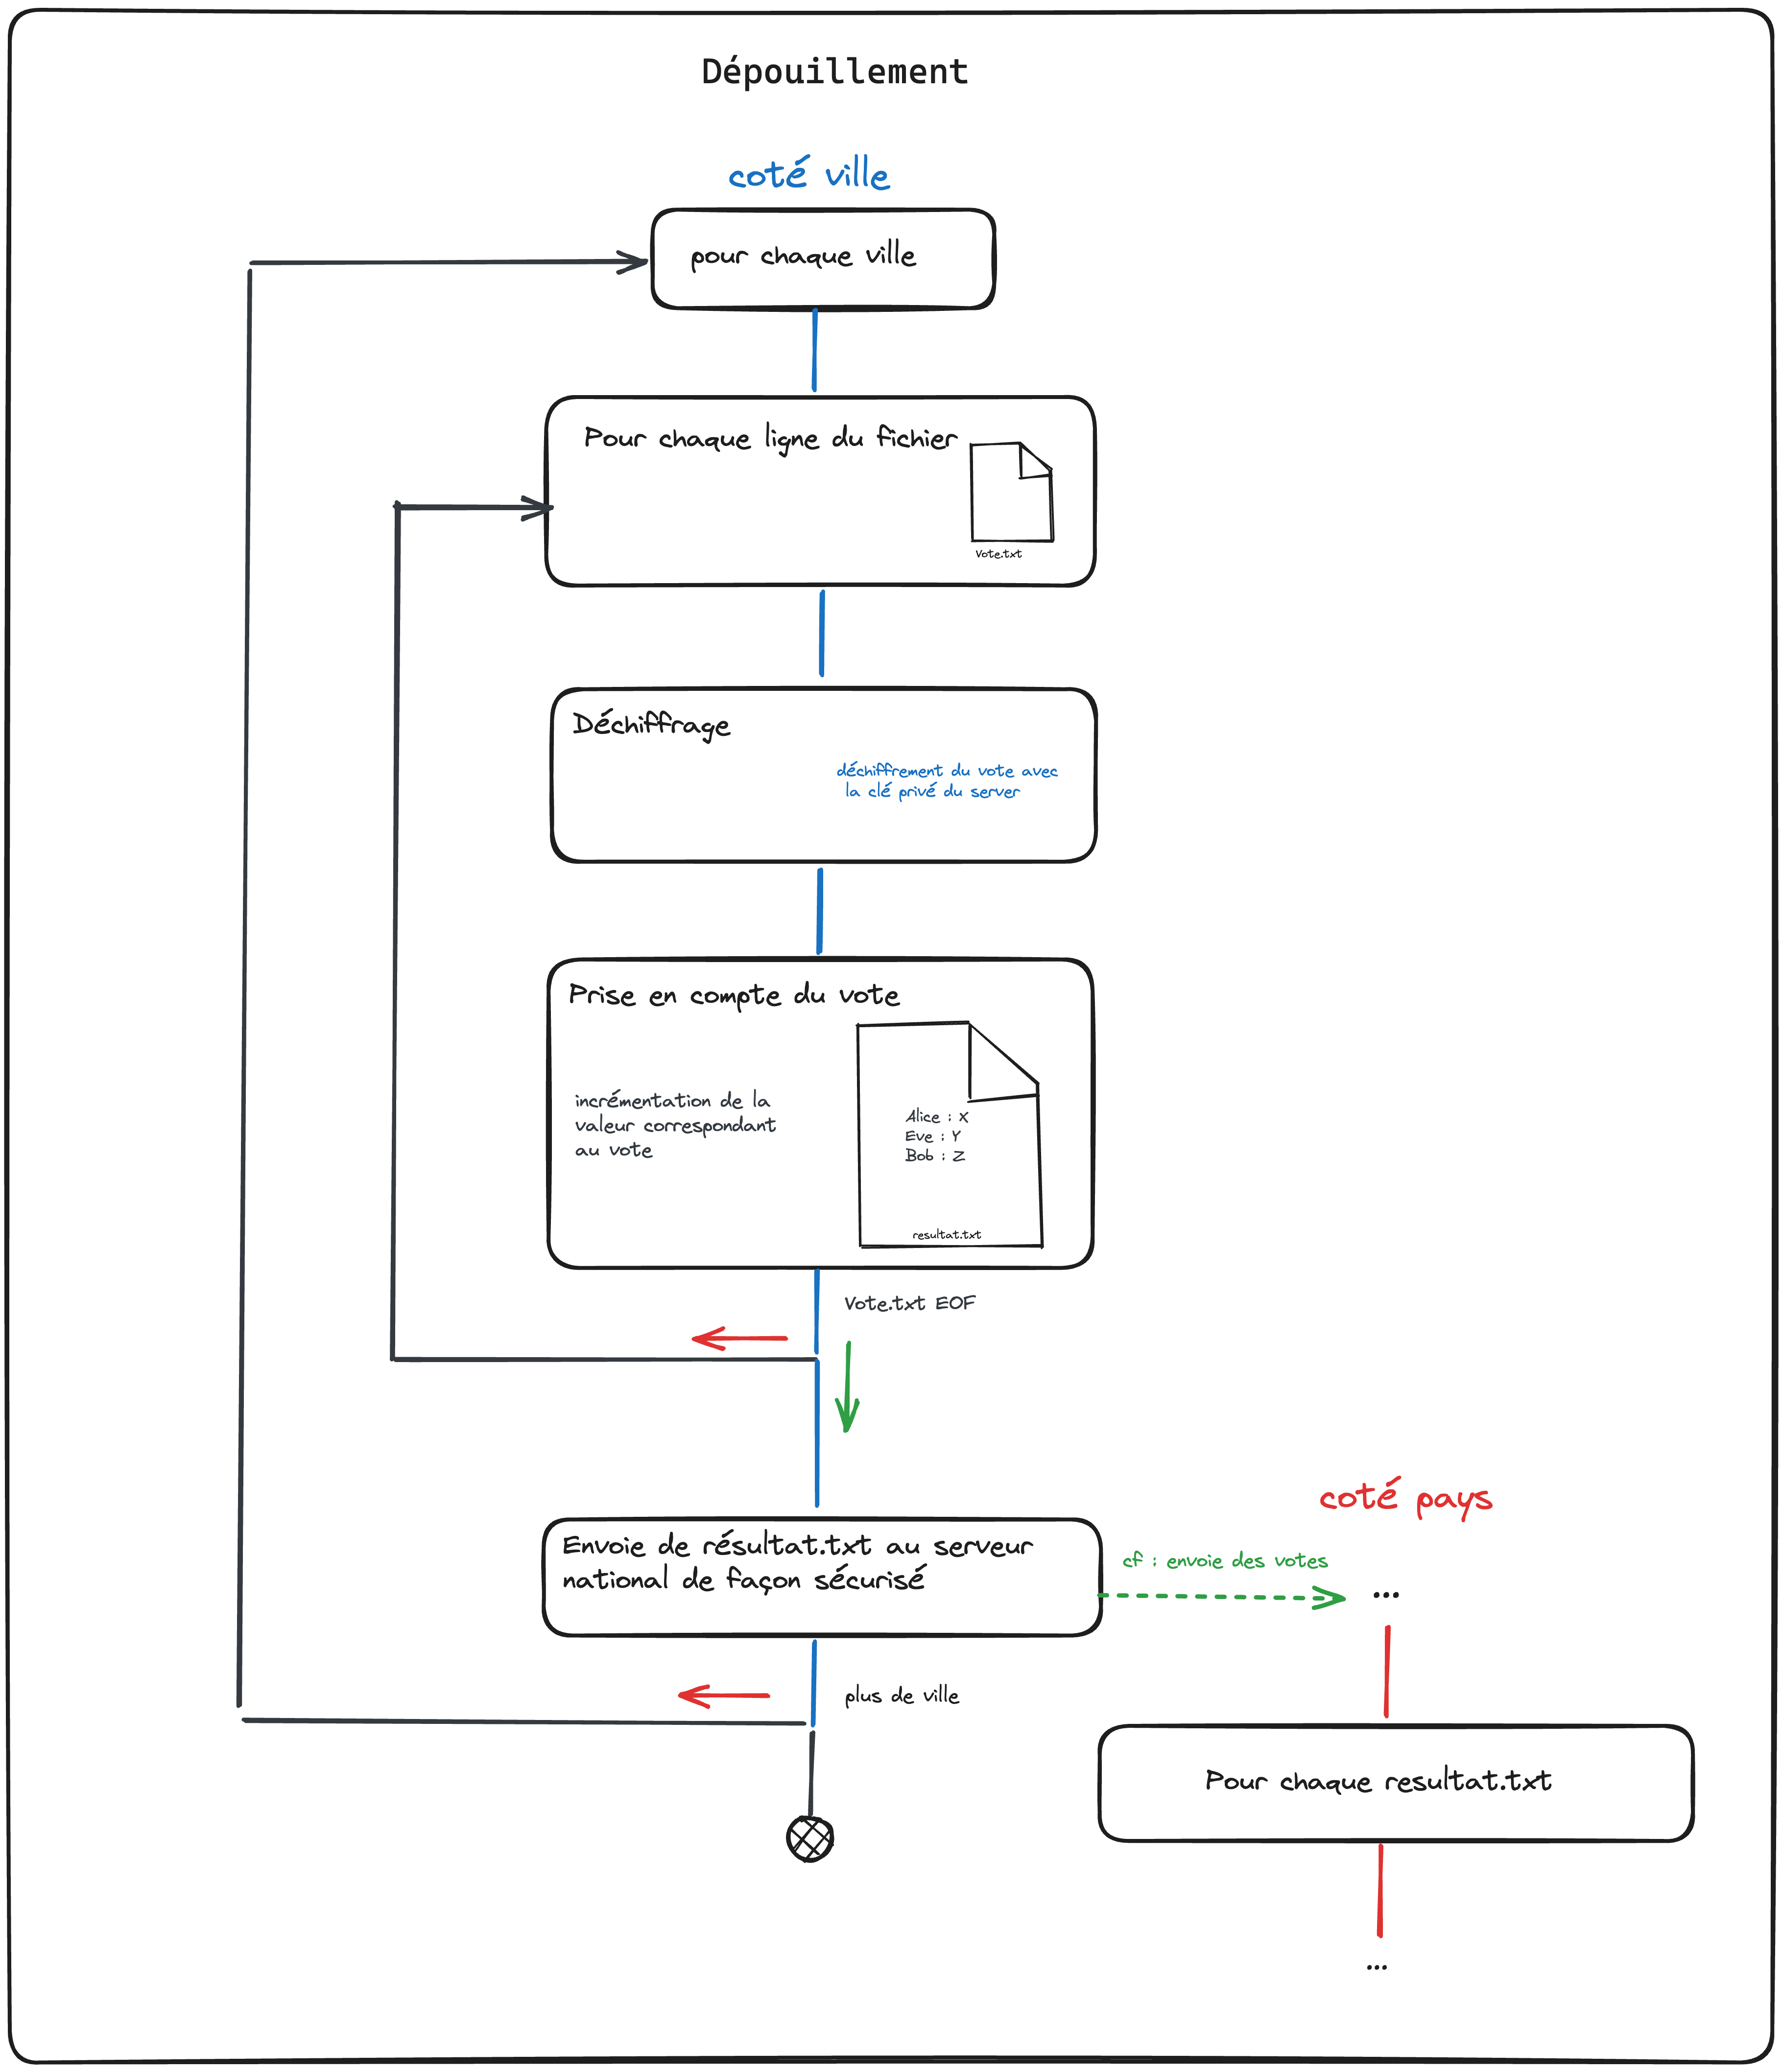 Dépouillement
coté ville
pour chaque ville
Pour chaque ligne du fichier
Vote.txt
Déchiffrage
déchiffrement du vote avec
la clé privé du server
Prise en compte du vote
incrémentation de la
valeur correspondant
au vote
Alice : X
Eve : Y
Bob : Z
resultat.txt
Vote.txt EOF
Envoie de résultat.txt au serveur
national de façon sécurisé
coté pays
cf : envoie des votes
...
plus de ville
Pour chaque resultat.txt
...